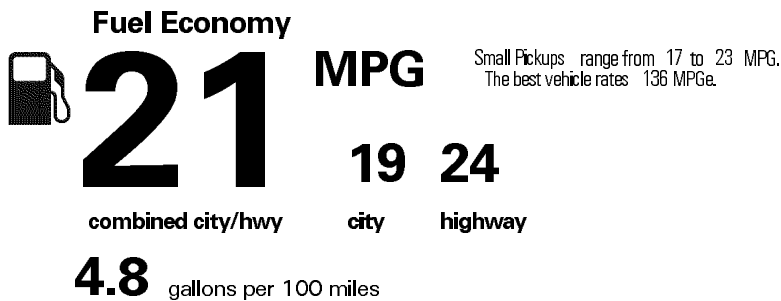 Fuel Economy
21 MPG
Small Pickups range from 17 to 23 MPG.
The best vehicle rates 136 MPGe.
19 24
combined city/hwy city highway
4.8 gallons per 100 miles